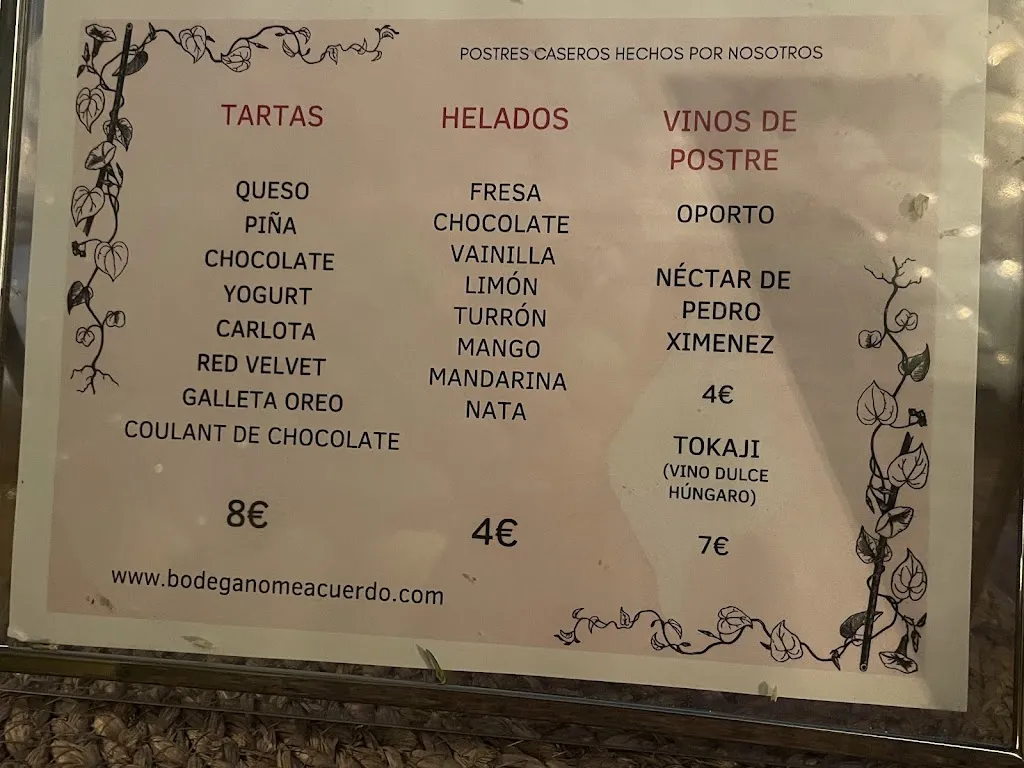 POSTRES CASEROS HECHOS POR NOSOTROS
TARTAS
QUESO
PIÑA
CHOCOLATE
YOGURT
CARLOTA
RED VELVET
GALLETA OREO
COULANT DE CHOCOLATE
8€
HELADOS
FRESA
CHOCOLATE
VAINILLA
LIMÓN
TURRÓN
MANGO
MANDARINA
NATA
4€
VINOS DE
POSTRE
OPORTO
NÉCTAR DE
PEDRO
XIMENEZ
4€
TOKAJI
(VINO DULCE
HÚNGARO)
7€
www.bodeganomeacuerdo.com